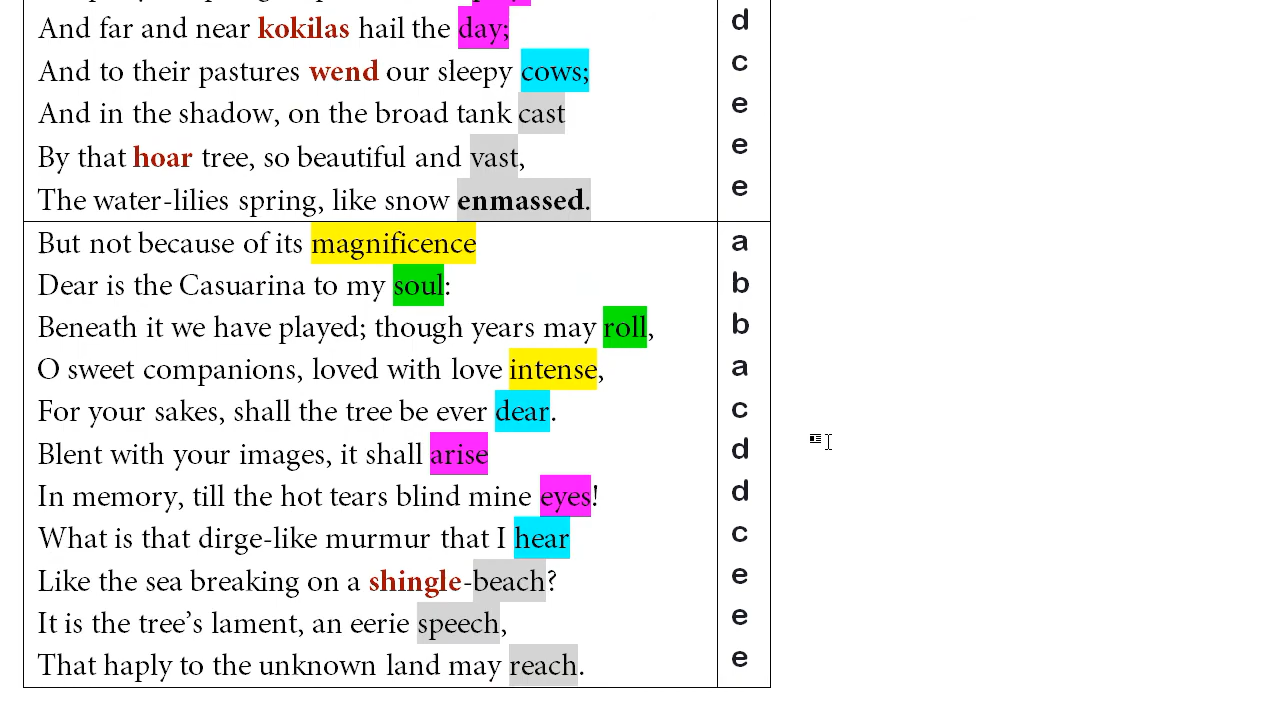 And far and near kokilas hail the day; d
And to their pastures wend our sleepy cows; c
And in the shadow, on the broad tank cast e
By that hoar tree, so beautiful and vast, e
The water-lilies spring, like snow enmassed. e
But not because of its magnificence a
Dear is the Casuarina to my soul: b
Beneath it we have played; though years may roll, b
O sweet companions, loved with love intense, a
For your sakes, shall the tree be ever dear. c
Blent with your images, it shall arise d
In memory, till the hot tears blind mine eyes! d
What is that dirge-like murmur that I hear c
Like the sea breaking on a shingle-beach? e
It is the tree’s lament, an eerie speech, e
That haply to the unknown land may reach. e